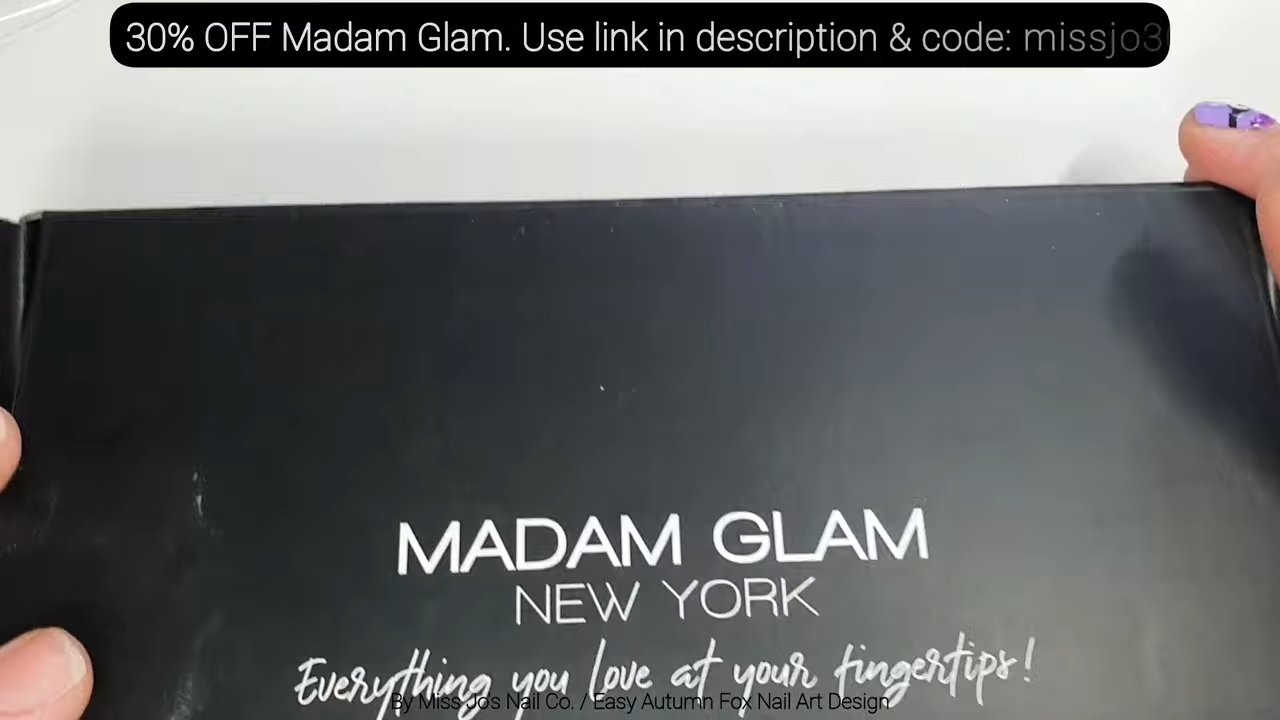 30% OFF Madam Glam. Use link in description & code: missjo3
MADAM GLAM
NEW YORK
Everything you love at your fingertips!
By Miss Jo's Nail Co. / Easy Autumn Fox Nail Art Design